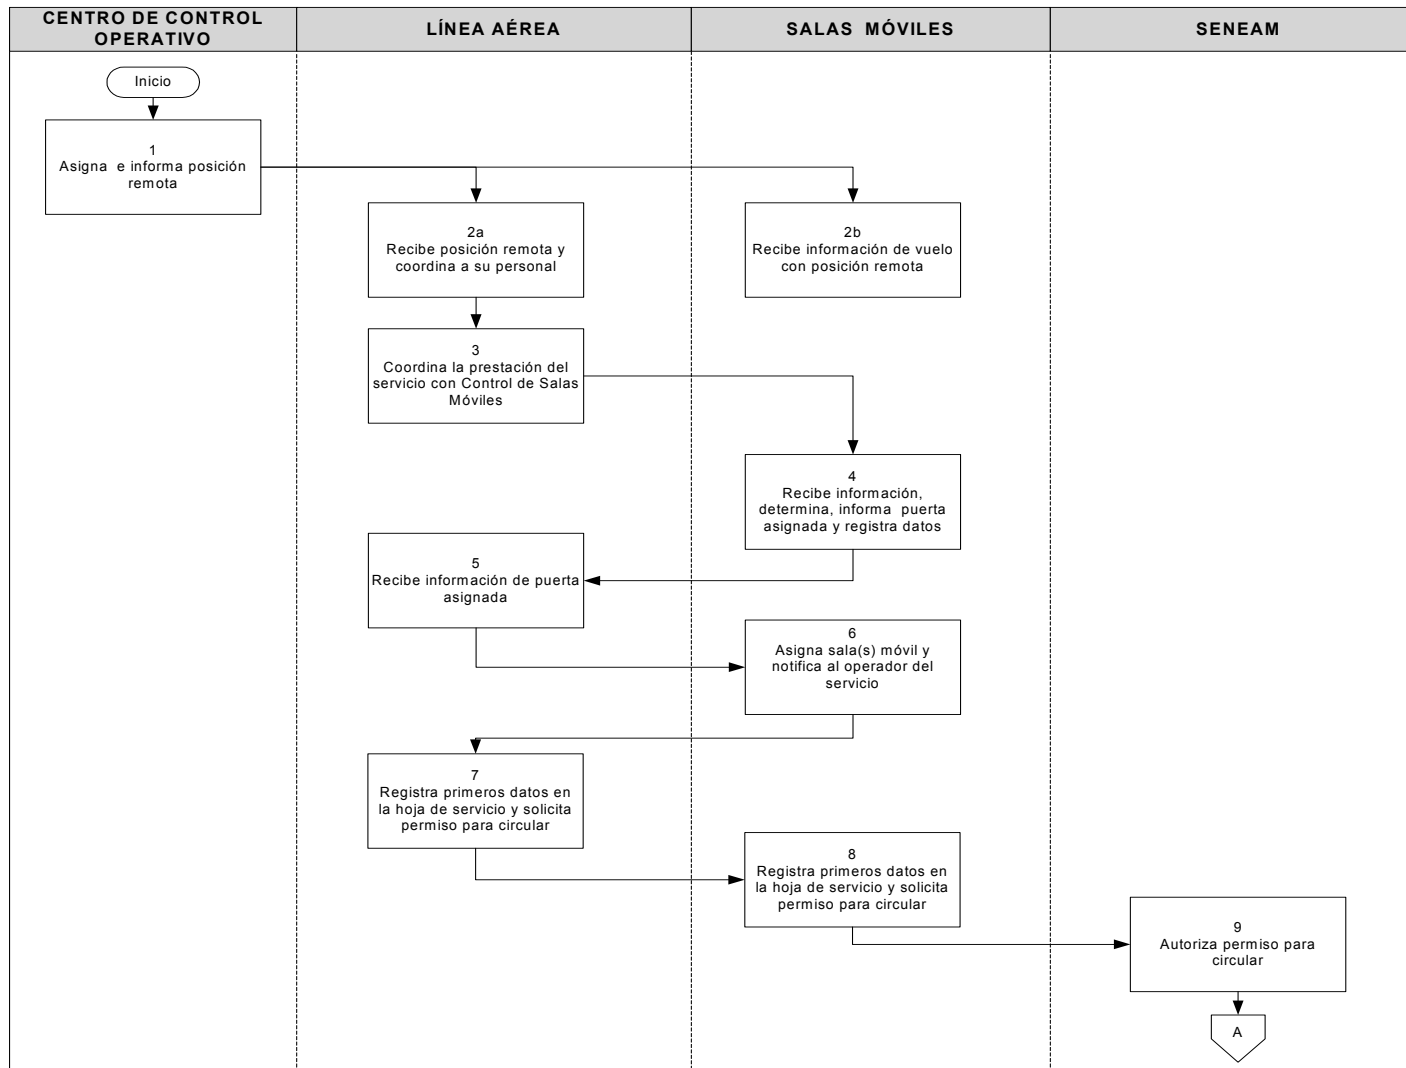 CENTRO DE CONTROL
OPERATIVO
LÍNEA AÉREA
SALAS MÓVILES
SENEAM
Inicio
1
Asigna e informa posición
remota
2a
Recibe posición remota y
coordina a su personal
2b
Recibe información de vuelo
con posición remota
3
Coordina la prestación del
servicio con Control de Salas
Móviles
4
Recibe información,
determina, informa puerta
asignada y registra datos
5
Recibe información de puerta
asignada
6
Asigna sala(s) móvil y
notifica al operador del
servicio
7
Registra primeros datos en
la hoja de servicio y solicita
permiso para circular
8
Registra primeros datos en
la hoja de servicio y solicita
permiso para circular
9
Autoriza permiso para
circular
A